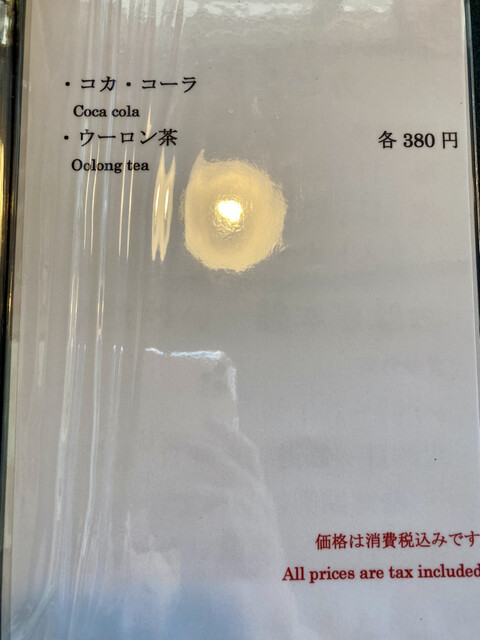 ・コカ・コーラ
Coca cola
・ウーロン茶 各 380 円
Oolong tea
価格は消費税込みです
All prices are tax included